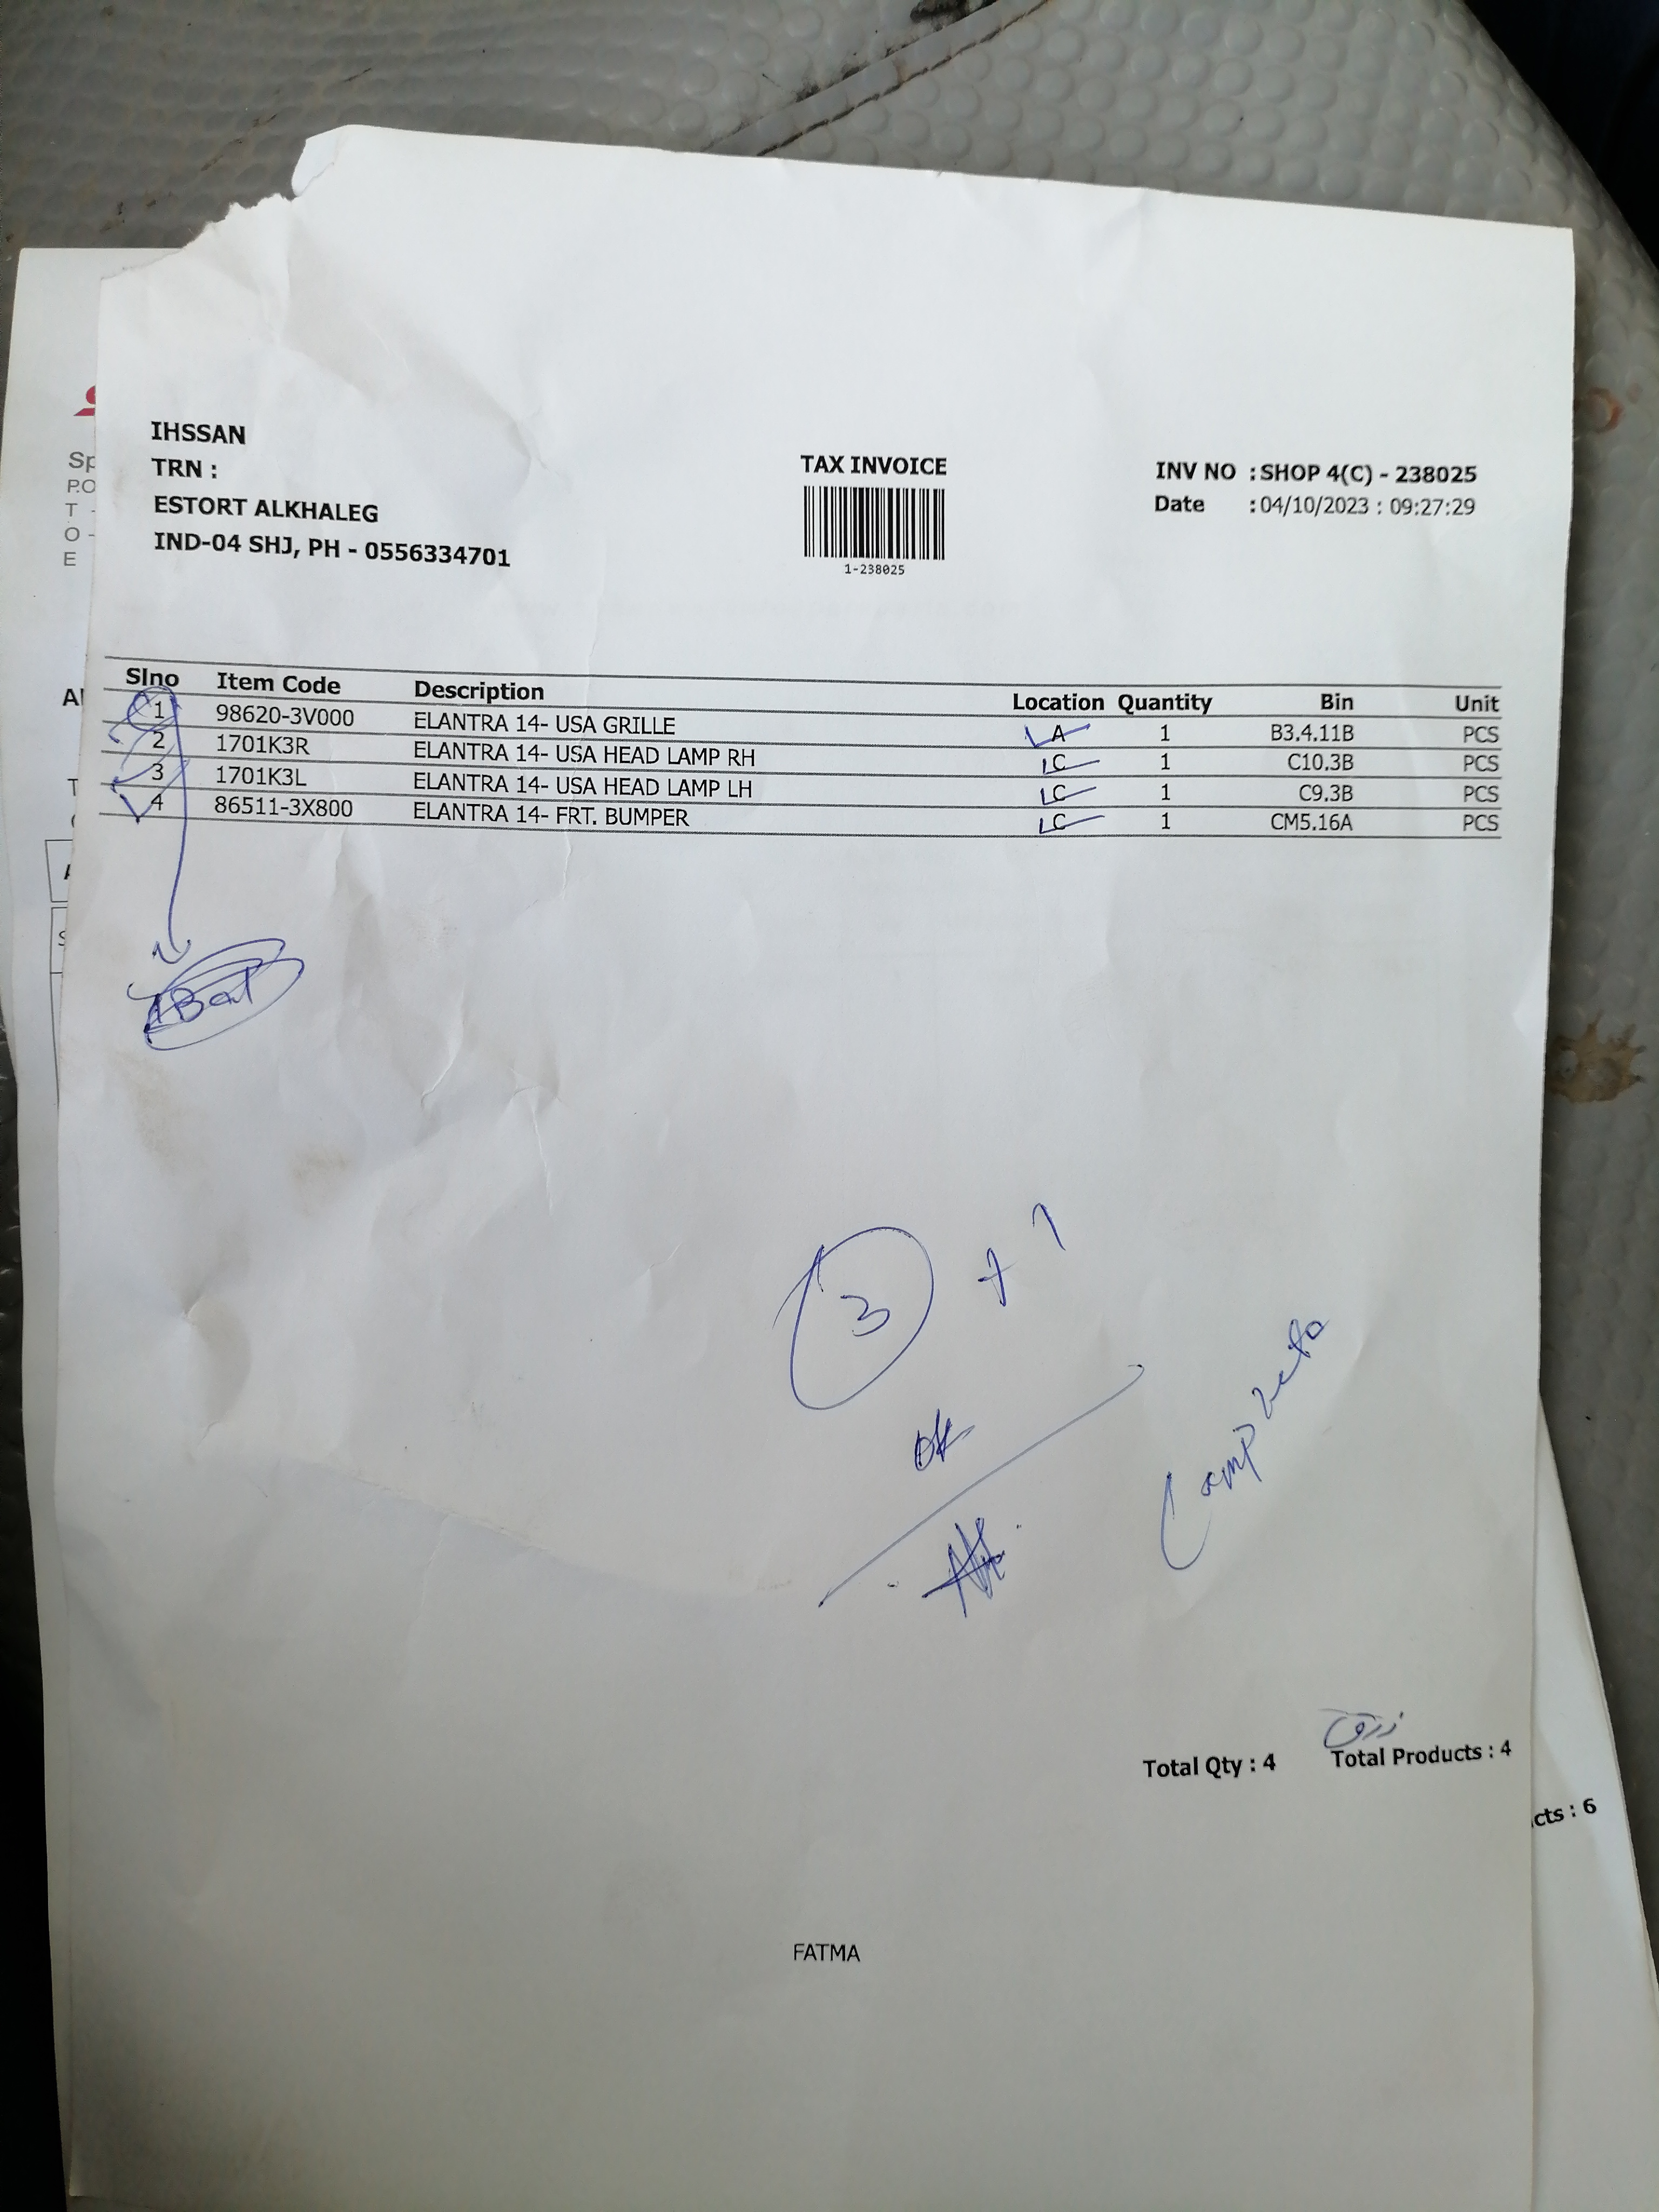 IHSSAN
TRN :
ESTORT ALKHALEG
IND-04 SHJ, PH - 0556334701
TAX INVOICE
1-238025
INV NO : SHOP 4(C) - 238025
Date : 04/10/2023 : 09:27:29
Slno Item Code Description Location Quantity Bin Unit
1 98620-3V000 ELANTRA 14- USA GRILLE A 1 B3.4.11B PCS
2 1701K3R ELANTRA 14- USA HEAD LAMP RH C 1 C10.3B PCS
3 1701K3L ELANTRA 14- USA HEAD LAMP LH C 1 C9.3B PCS
4 86511-3X800 ELANTRA 14- FRT. BUMPER C 1 CM5.16A PCS
3 + 1
ok
Total Qty : 4 Total Products : 4
cts : 6
FATMA
Sp
P.O
T -
O -
E